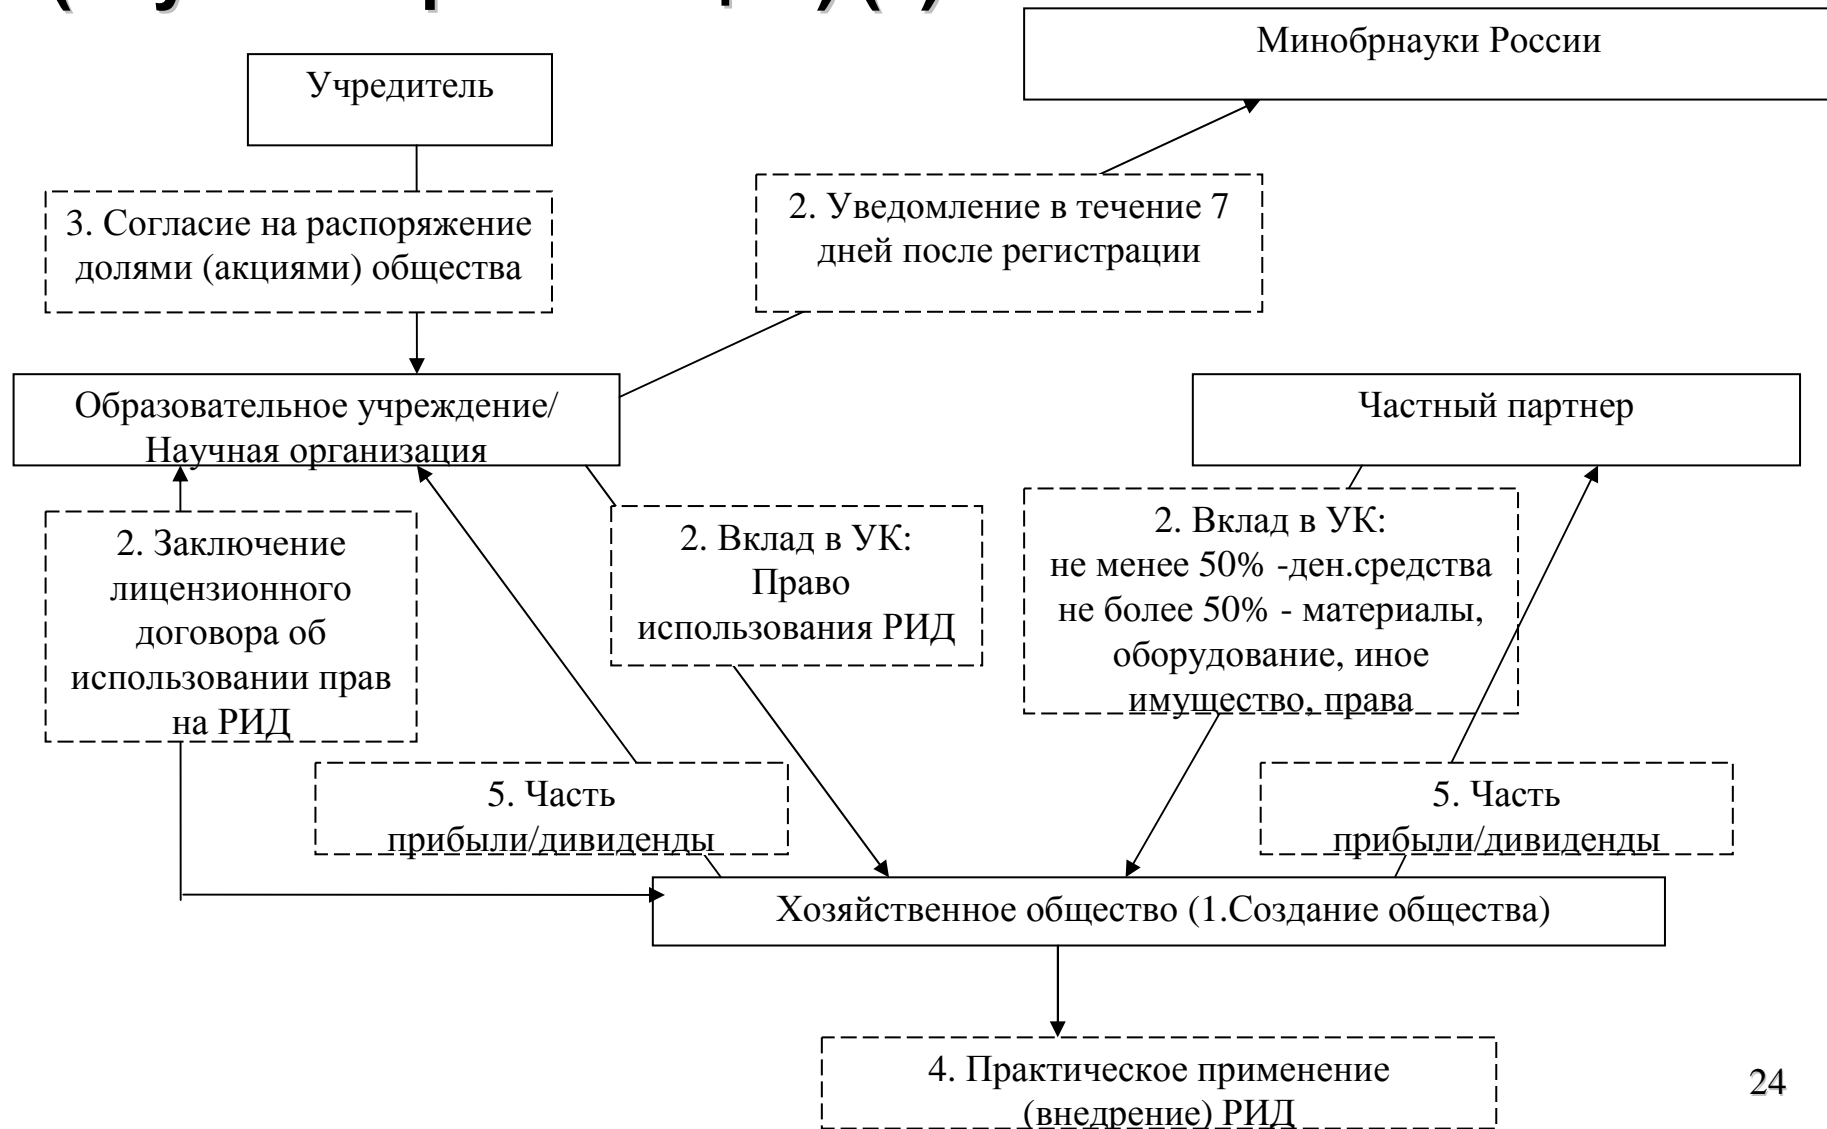 Минобрнауки России
Учредитель
3. Согласие на распоряжение
долями (акциями) общества
2. Уведомление в течение 7
дней после регистрации
Образовательное учреждение/
Научная организация
Частный партнер
2. Заключение
лицензионного
договора об
использовании прав
на РИД
2. Вклад в УК:
Право
использования РИД
2. Вклад в УК:
не менее 50% -ден.средства
не более 50% - материалы,
оборудование, иное
имущество, права
5. Часть
прибыли/дивиденды
5. Часть
прибыли/дивиденды
Хозяйственное общество (1.Создание общества)
4. Практическое применение
(внедрение) РИД
24